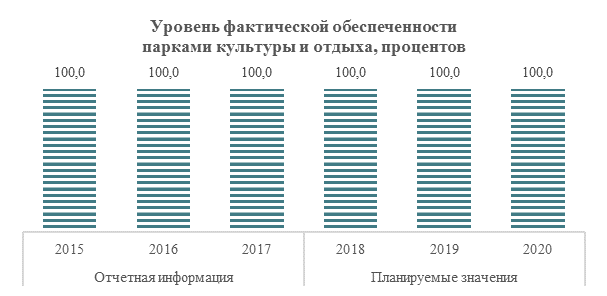 Уровень фактической обеспеченности
парками культуры и отдыха, процентов
100,0 100,0 100,0 100,0 100,0 100,0
2015 2016 2017 2018 2019 2020
Отчетная информация Планируемые значения